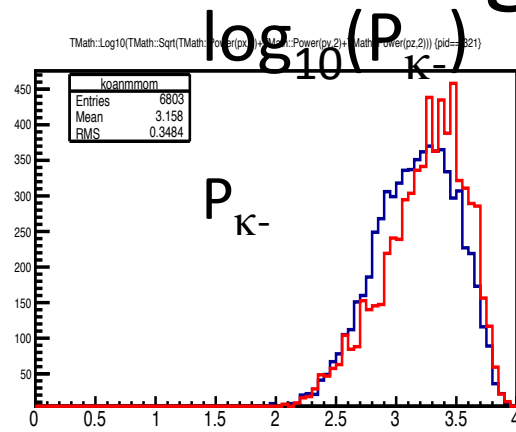 log10(Pκ-)
TMath::Log10(TMath::Sqrt(TMath::Power(px,2)+TMath::Power(py,2)+TMath::Power(pz,2))) {pid==-321}
koanmmom
Entries 6803
Mean 3.158
RMS 0.3484
Pκ-
450
400
350
300
250
200
150
100
50
0 0.5 1 1.5 2 2.5 3 3.5 4